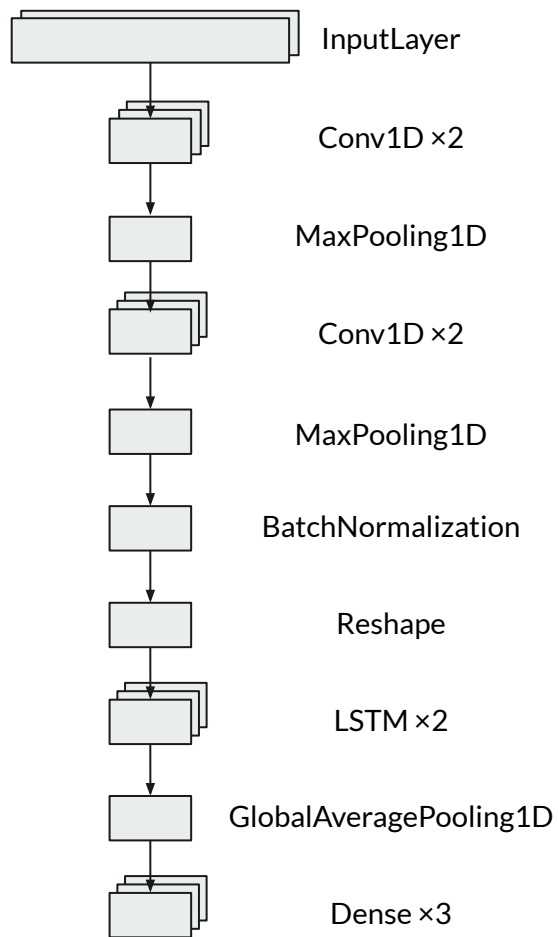 InputLayer
Conv1D ×2
MaxPooling1D
Conv1D ×2
MaxPooling1D
BatchNormalization
Reshape
LSTM ×2
GlobalAveragePooling1D
Dense ×3